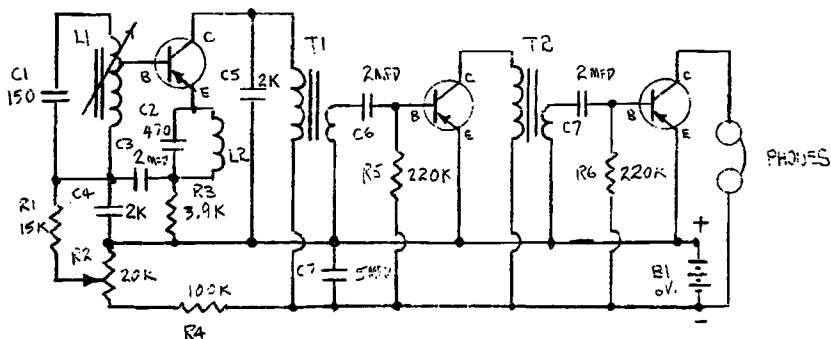 L1
C
T1
T2
C1
150
B
E
C5
2K
2MFD
C6
B
C
E
2MFD
C7
B
C
E
C2
470
C3
2MFD
L2
R5
220K
R6
220K
PHONES
R1
15K
C4
2K
R3
3.9K
R2
20K
C7
5MFD
+
B1
-
100K
R4